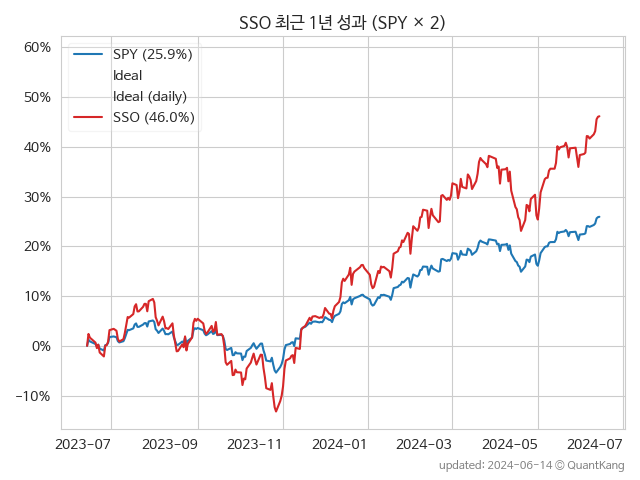 SSO 최근 1년 성과 (SPY × 2)
60%
50%
40%
30%
20%
10%
0%
−10%
SPY (25.9%)
Ideal
Ideal (daily)
SSO (46.0%)
2023-07
2023-09
2023-11
2024-01
2024-03
2024-05
2024-07
updated: 2024-06-14 © QuantKang